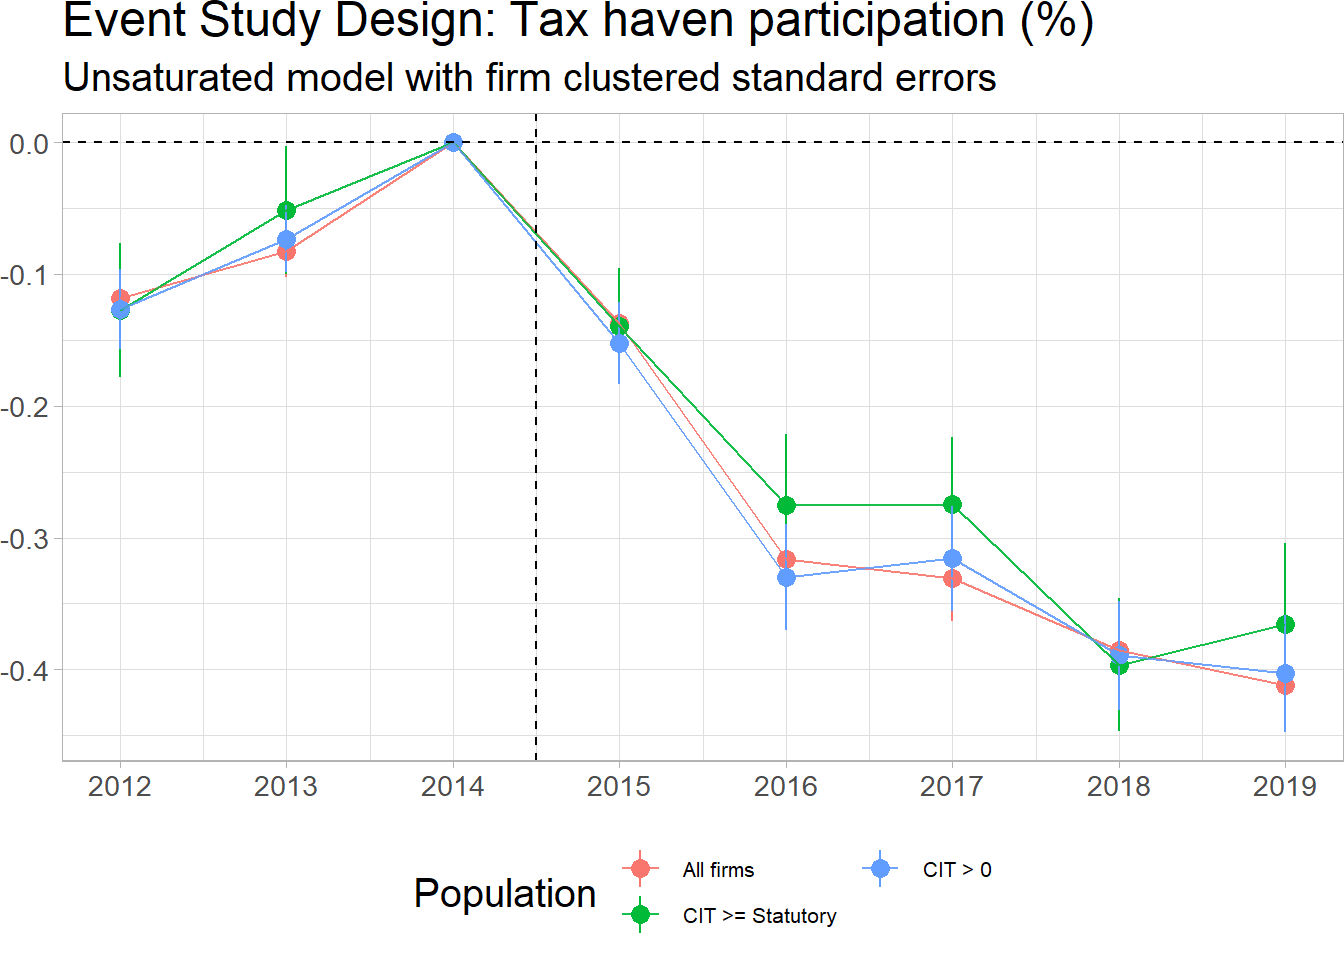 Event Study Design: Tax haven participation (%)
Unsaturated model with firm clustered standard errors
0.0
-0.1
-0.2
-0.3
-0.4
2012 2013 2014 2015 2016 2017 2018 2019
Population
All firms
CIT >= Statutory
CIT > 0